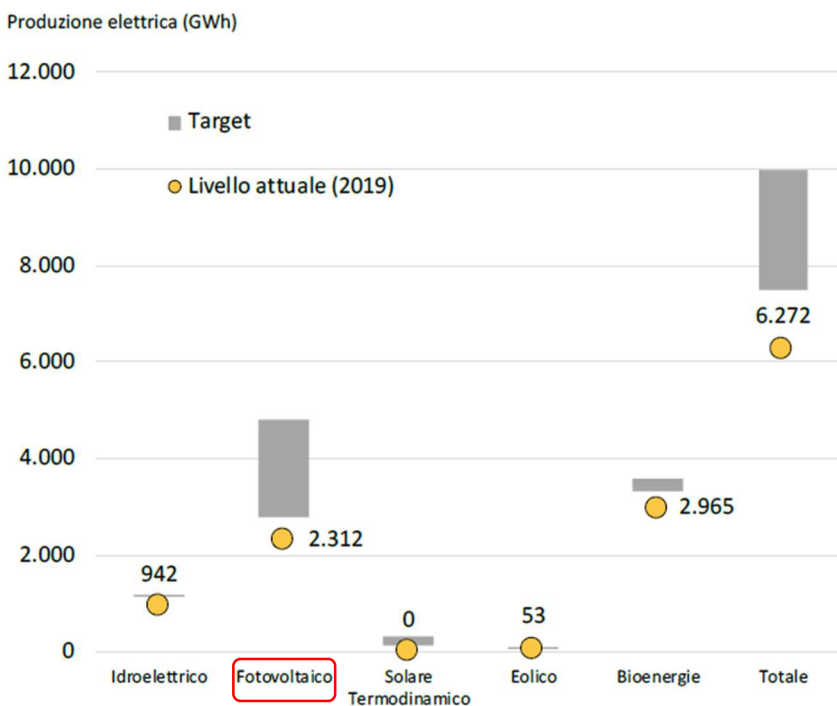 Produzione elettrica (GWh)
12.000
Target
10.000
Livello attuale (2019)
8.000
6.272
6.000
4.000
2.312
2.965
2.000
942
0
53
0
Idroelettrico
Fotovoltaico
Solare
Termodinamico
Eolico
Bioenergie
Totale